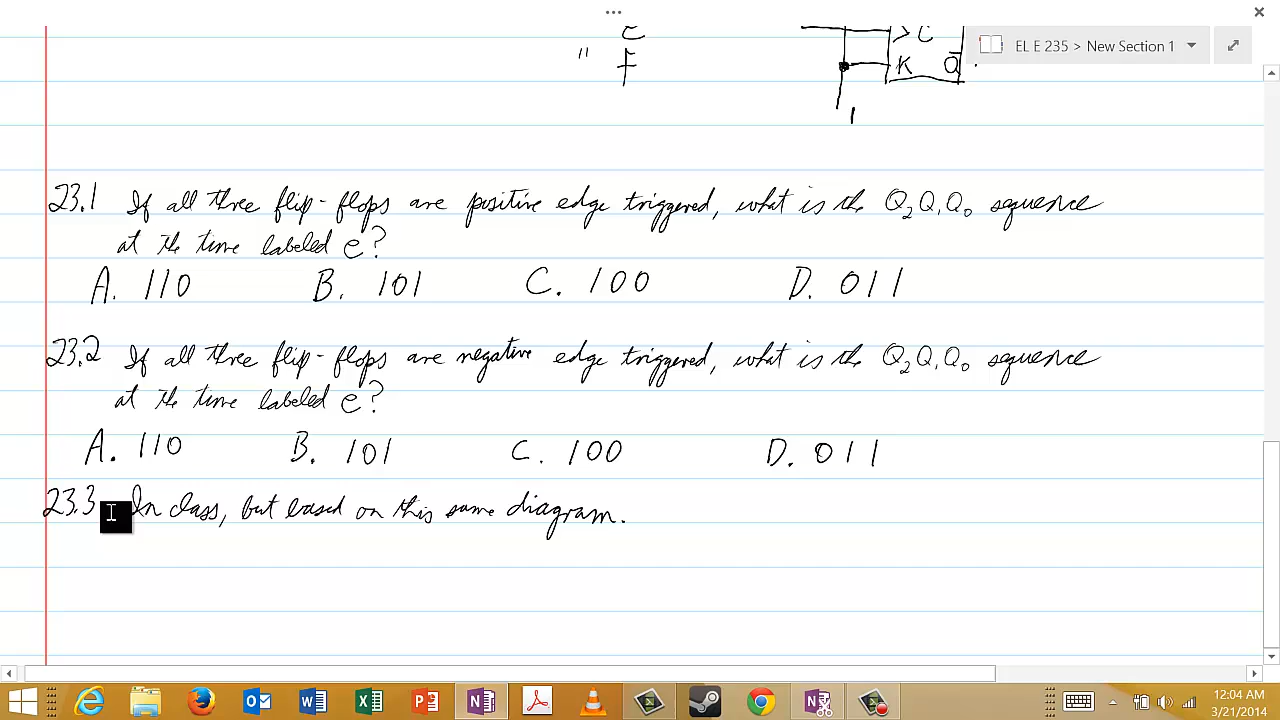 EL E 235 > New Section 1
C
" F
> C
K Q̅
1
23.1 If all three flip-flops are positive edge triggered, what is the Q₂Q₁Q₀ sequence
at the time labeled e?
A. 110 B. 101 C. 100 D. 011
23.2 If all three flip-flops are negative edge triggered, what is the Q₂Q₁Q₀ sequence
at the time labeled e?
A. 110 B. 101 C. 100 D. 011
23.3 In class, but based on this same diagram.
12:04 AM
3/21/2014